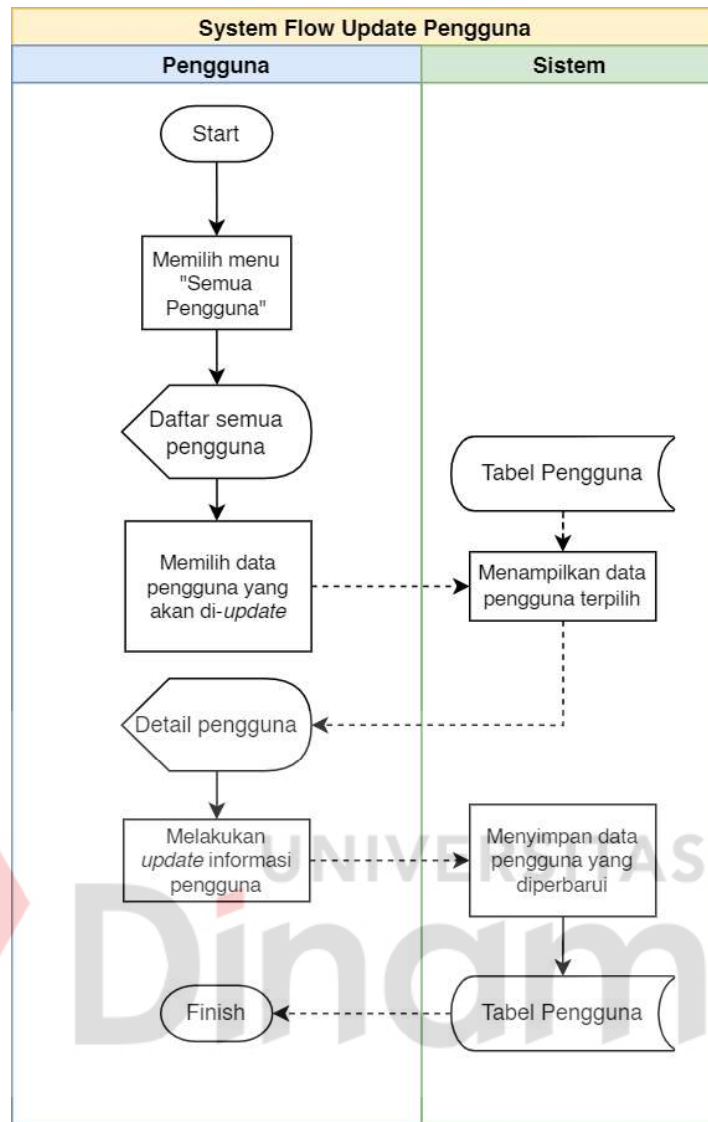 System Flow Update Pengguna
Pengguna
Sistem
Start
Memilih menu
"Semua
Pengguna"
Daftar semua
pengguna
Tabel Pengguna
Memilih data
pengguna yang
akan di-update
Menampilkan data
pengguna terpilih
Detail pengguna
Melakukan
update informasi
pengguna
Menyimpan data
pengguna yang
diperbarui
UNIVERSITAS
Dinam
Finish
Tabel Pengguna